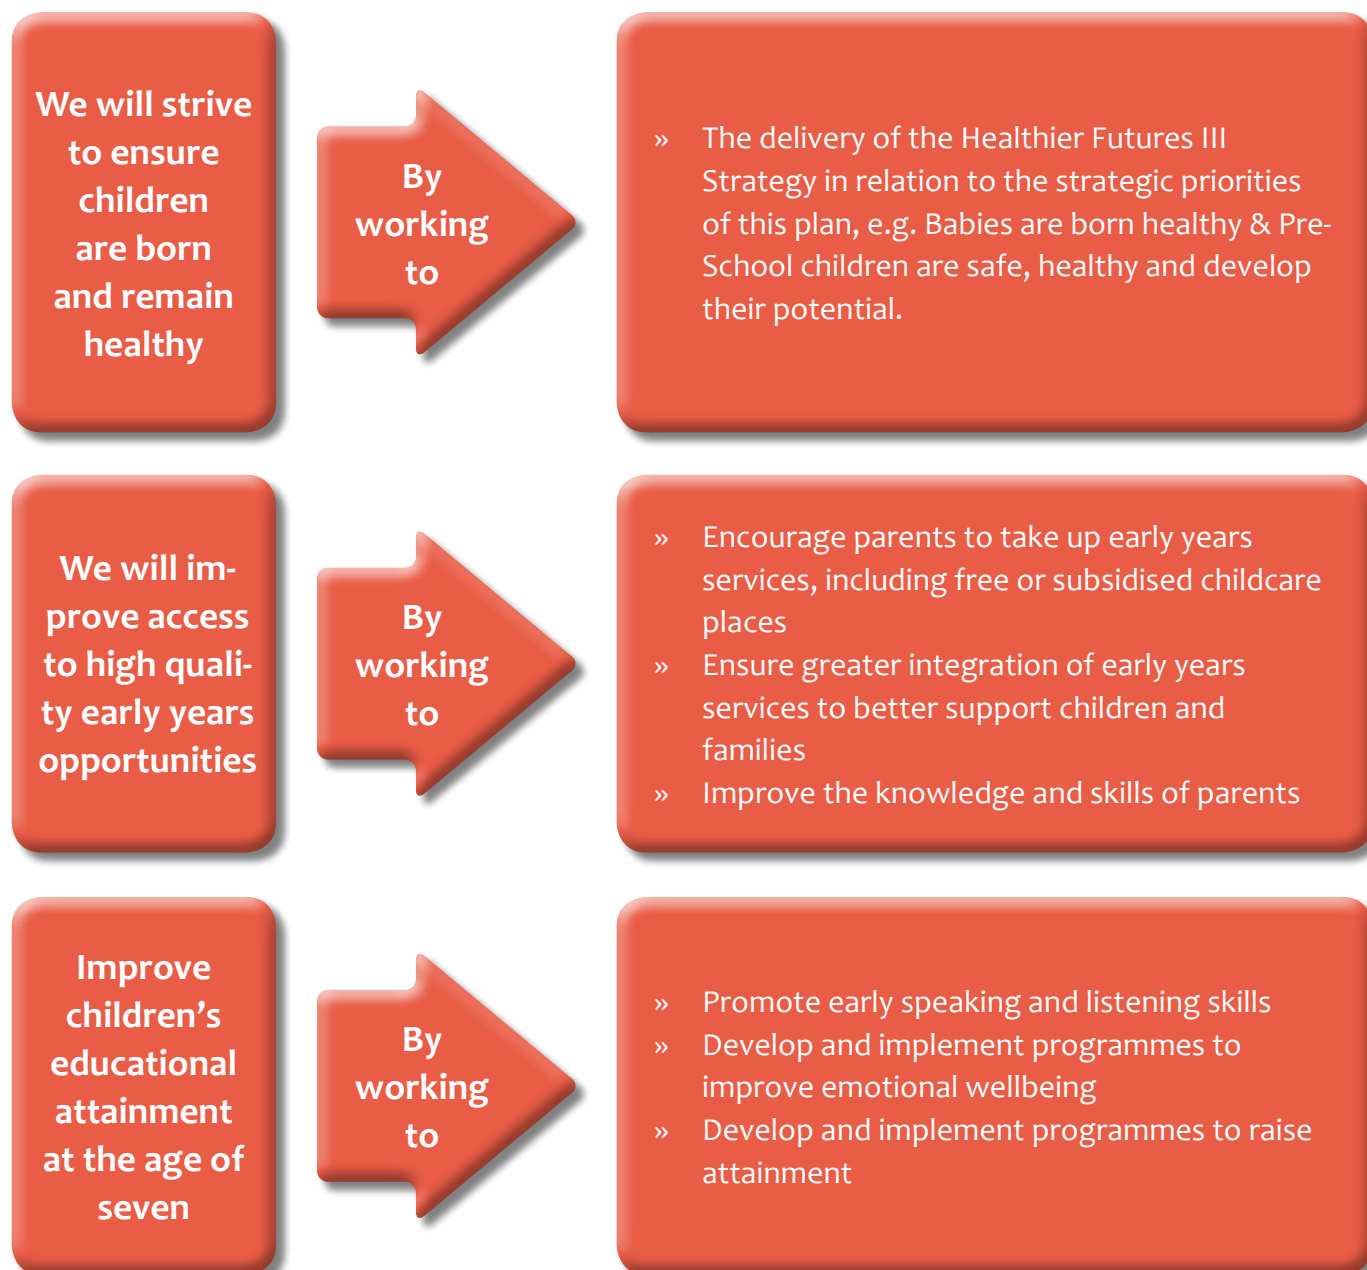 We will strive
to ensure
children
are born
and remain
healthy
By
working
to
» The delivery of the Healthier Futures III
Strategy in relation to the strategic priorities
of this plan, e.g. Babies are born healthy & Pre-
School children are safe, healthy and develop
their potential.
We will im-
prove access
to high quali-
ty early years
opportunities
By
working
to
» Encourage parents to take up early years
services, including free or subsidised childcare
places
» Ensure greater integration of early years
services to better support children and
families
» Improve the knowledge and skills of parents
Improve
children’s
educational
attainment
at the age of
seven
By
working
to
» Promote early speaking and listening skills
» Develop and implement programmes to
improve emotional wellbeing
» Develop and implement programmes to raise
attainment